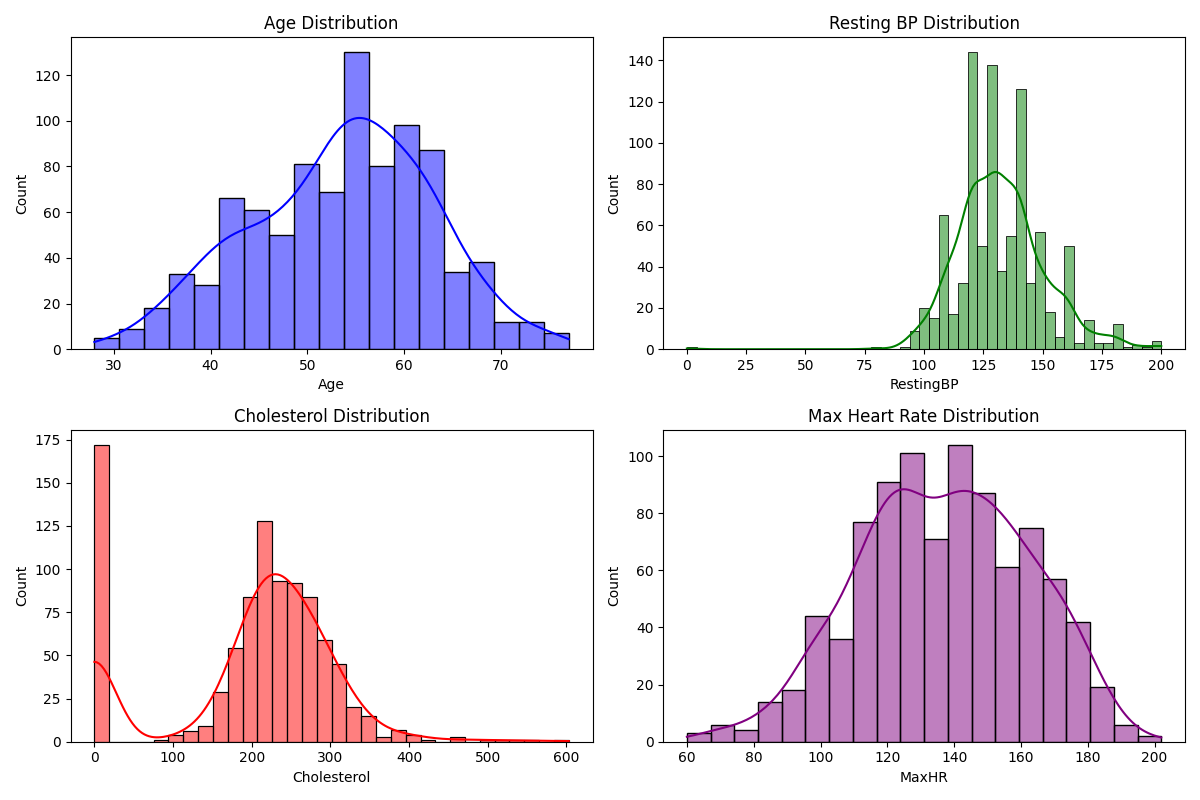 Age Distribution
Count
120
100
80
60
40
20
0
30 40 50 60 70
Age
Resting BP Distribution
Count
140
120
100
80
60
40
20
0
0 25 50 75 100 125 150 175 200
RestingBP
Cholesterol Distribution
Count
175
150
125
100
75
50
25
0
0 100 200 300 400 500 600
Cholesterol
Max Heart Rate Distribution
Count
100
80
60
40
20
0
60 80 100 120 140 160 180 200
MaxHR